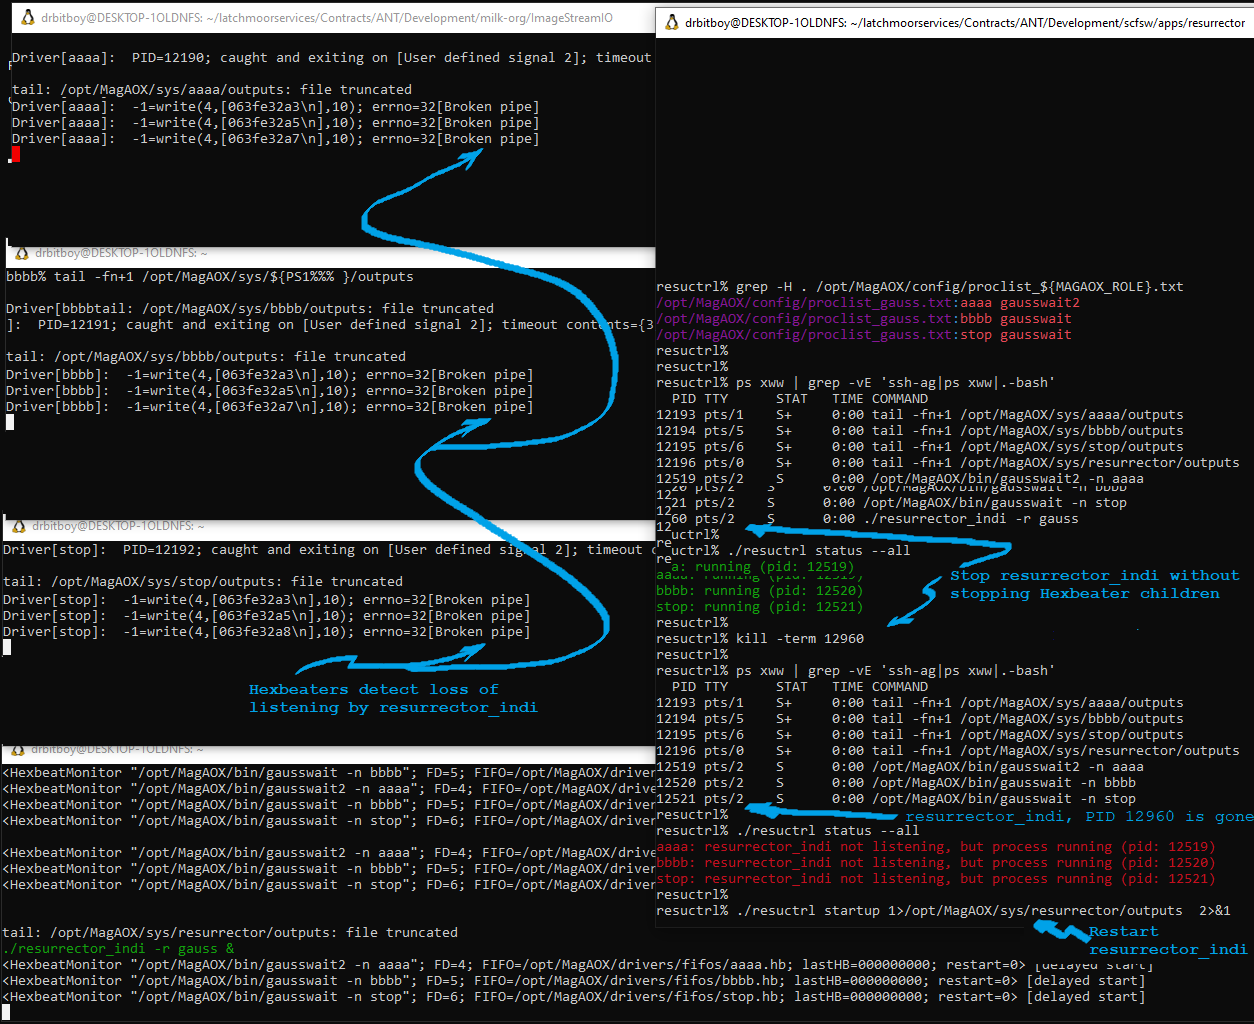 drbitboy@DESKTOP-1OLDNFS: ~/latchmoorservices/Contracts/ANT/Development/milk-org/ImageStreamIO
Driver[aaaa]:  PID=12190; caught and exiting on [User defined signal 2]; timeout
tail: /opt/MagAOX/sys/aaaa/outputs: file truncated
Driver[aaaa]:  -1=write(4,[063fe32a3\n],10); errno=32[Broken pipe]
Driver[aaaa]:  -1=write(4,[063fe32a5\n],10); errno=32[Broken pipe]
Driver[aaaa]:  -1=write(4,[063fe32a7\n],10); errno=32[Broken pipe]
drbitboy@DESKTOP-1OLDNFS: ~
bbbb% tail -fn+1 /opt/MagAOX/sys/${PS1%%% }/outputs
Driver[bbbbtail: /opt/MagAOX/sys/bbbb/outputs: file truncated
]:  PID=12191; caught and exiting on [User defined signal 2]; timeout contents={3
tail: /opt/MagAOX/sys/bbbb/outputs: file truncated
Driver[bbbb]:  -1=write(4,[063fe32a3\n],10); errno=32[Broken pipe]
Driver[bbbb]:  -1=write(4,[063fe32a5\n],10); errno=32[Broken pipe]
Driver[bbbb]:  -1=write(4,[063fe32a7\n],10); errno=32[Broken pipe]
drbitboy@DESKTOP-1OLDNFS: ~
Driver[stop]:  PID=12192; caught and exiting on [User defined signal 2]; timeout c
tail: /opt/MagAOX/sys/stop/outputs: file truncated
Driver[stop]:  -1=write(4,[063fe32a3\n],10); errno=32[Broken pipe]
Driver[stop]:  -1=write(4,[063fe32a5\n],10); errno=32[Broken pipe]
Driver[stop]:  -1=write(4,[063fe32a8\n],10); errno=32[Broken pipe]
Hexbeaters detect loss of
listening by resurrector_indi
drbitboy@DESKTOP-1OLDNFS: ~
<HexbeatMonitor "/opt/MagAOX/bin/gausswait -n bbbb"; FD=5; FIFO=/opt/MagAOX/drive
<HexbeatMonitor "/opt/MagAOX/bin/gausswait2 -n aaaa"; FD=4; FIFO=/opt/MagAOX/driv
<HexbeatMonitor "/opt/MagAOX/bin/gausswait -n bbbb"; FD=5; FIFO=/opt/MagAOX/drive
<HexbeatMonitor "/opt/MagAOX/bin/gausswait -n stop"; FD=6; FIFO=/opt/MagAOX/drive
<HexbeatMonitor "/opt/MagAOX/bin/gausswait2 -n aaaa"; FD=4; FIFO=/opt/MagAOX/driv
<HexbeatMonitor "/opt/MagAOX/bin/gausswait -n bbbb"; FD=5; FIFO=/opt/MagAOX/drive
<HexbeatMonitor "/opt/MagAOX/bin/gausswait -n stop"; FD=6; FIFO=/opt/MagAOX/drive
tail: /opt/MagAOX/sys/resurrector/outputs: file truncated
./resurrector_indi -r gauss &
<HexbeatMonitor "/opt/MagAOX/bin/gausswait2 -n aaaa"; FD=4; FIFO=/opt/MagAOX/drivers/fifos/aaaa.hb; lastHB=000000000; restart=0> [delayed start]
<HexbeatMonitor "/opt/MagAOX/bin/gausswait -n bbbb"; FD=5; FIFO=/opt/MagAOX/drivers/fifos/bbbb.hb; lastHB=000000000; restart=0> [delayed start]
<HexbeatMonitor "/opt/MagAOX/bin/gausswait -n stop"; FD=6; FIFO=/opt/MagAOX/drivers/fifos/stop.hb; lastHB=000000000; restart=0> [delayed start]
drbitboy@DESKTOP-1OLDNFS: ~/latchmoorservices/Contracts/ANT/Development/scfsw/apps/resurrector
resuctrl% grep -H . /opt/MagAOX/config/proclist_${MAGAOX_ROLE}.txt
/opt/MagAOX/config/proclist_gauss.txt:aaaa gausswait2
/opt/MagAOX/config/proclist_gauss.txt:bbbb gausswait
/opt/MagAOX/config/proclist_gauss.txt:stop gausswait
resuctrl%
resuctrl%
resuctrl% ps xww | grep -vE 'ssh-ag|ps xww|.-bash'
PID TTY      STAT   TIME COMMAND
12193 pts/1    S+     0:00 tail -fn+1 /opt/MagAOX/sys/aaaa/outputs
12194 pts/5    S+     0:00 tail -fn+1 /opt/MagAOX/sys/bbbb/outputs
12195 pts/6    S+     0:00 tail -fn+1 /opt/MagAOX/sys/stop/outputs
12196 pts/0    S+     0:00 tail -fn+1 /opt/MagAOX/sys/resurrector/outputs
12519 pts/2    S      0:00 /opt/MagAOX/bin/gausswait2 -n aaaa
20 pts/2    S      0:00 /opt/MagAOX/bin/gausswait -n bbbb
21 pts/2    S      0:00 /opt/MagAOX/bin/gausswait -n stop
60 pts/2    S      0:00 ./resurrector_indi -r gauss
uctrl%
uctrl% ./resuctrl status --all
a: running (pid: 12519)
aaaa: running (pid: 12519)
bbbb: running (pid: 12520)
stop: running (pid: 12521)
Stop resurrector_indi without
stopping Hexbeater children
resuctrl%
resuctrl% kill -term 12960
resuctrl%
resuctrl% ps xww | grep -vE 'ssh-ag|ps xww|.-bash'
PID TTY      STAT   TIME COMMAND
12193 pts/1    S+     0:00 tail -fn+1 /opt/MagAOX/sys/aaaa/outputs
12194 pts/5    S+     0:00 tail -fn+1 /opt/MagAOX/sys/bbbb/outputs
12195 pts/6    S+     0:00 tail -fn+1 /opt/MagAOX/sys/stop/outputs
12196 pts/0    S+     0:00 tail -fn+1 /opt/MagAOX/sys/resurrector/outputs
12519 pts/2    S      0:00 /opt/MagAOX/bin/gausswait2 -n aaaa
12520 pts/2    S      0:00 /opt/MagAOX/bin/gausswait -n bbbb
12521 pts/2    S      0:00 /opt/MagAOX/bin/gausswait -n stop
resuctrl%
resurrector_indi, PID 12960 is gone
resuctrl% ./resuctrl status --all
aaaa: resurrector_indi not listening, but process running (pid: 12519)
bbbb: resurrector_indi not listening, but process running (pid: 12520)
stop: resurrector_indi not listening, but process running (pid: 12521)
resuctrl%
resuctrl% ./resuctrl startup 1>/opt/MagAOX/sys/resurrector/outputs  2>&1
Restart
resurrector_indi